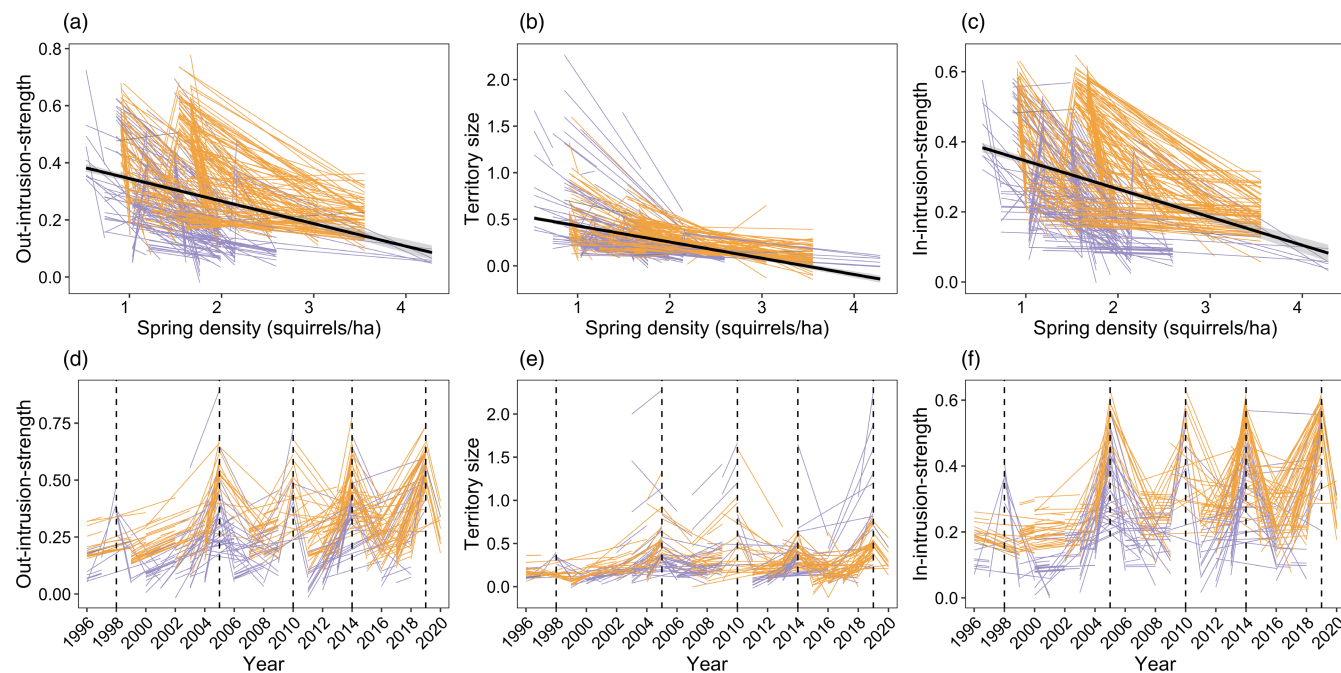 (a)
Out-intrusion-strength
0.8
0.6
0.4
0.2
0.0
1 2 3 4
Spring density (squirrels/ha)
(b)
Territory size
2.0
1.5
1.0
0.5
0.0
1 2 3 4
Spring density (squirrels/ha)
(c)
In-intrusion-strength
0.6
0.4
0.2
0.0
1 2 3 4
Spring density (squirrels/ha)
(d)
Out-intrusion-strength
0.75
0.50
0.25
0.00
1996 1998 2000 2002 2004 2006 2008 2010 2012 2014 2016 2018 2020
Year
(e)
Territory size
2.0
1.5
1.0
0.5
0.0
1996 1998 2000 2002 2004 2006 2008 2010 2012 2014 2016 2018 2020
Year
(f)
In-intrusion-strength
0.6
0.4
0.2
0.0
1996 1998 2000 2002 2004 2006 2008 2010 2012 2014 2016 2018 2020
Year